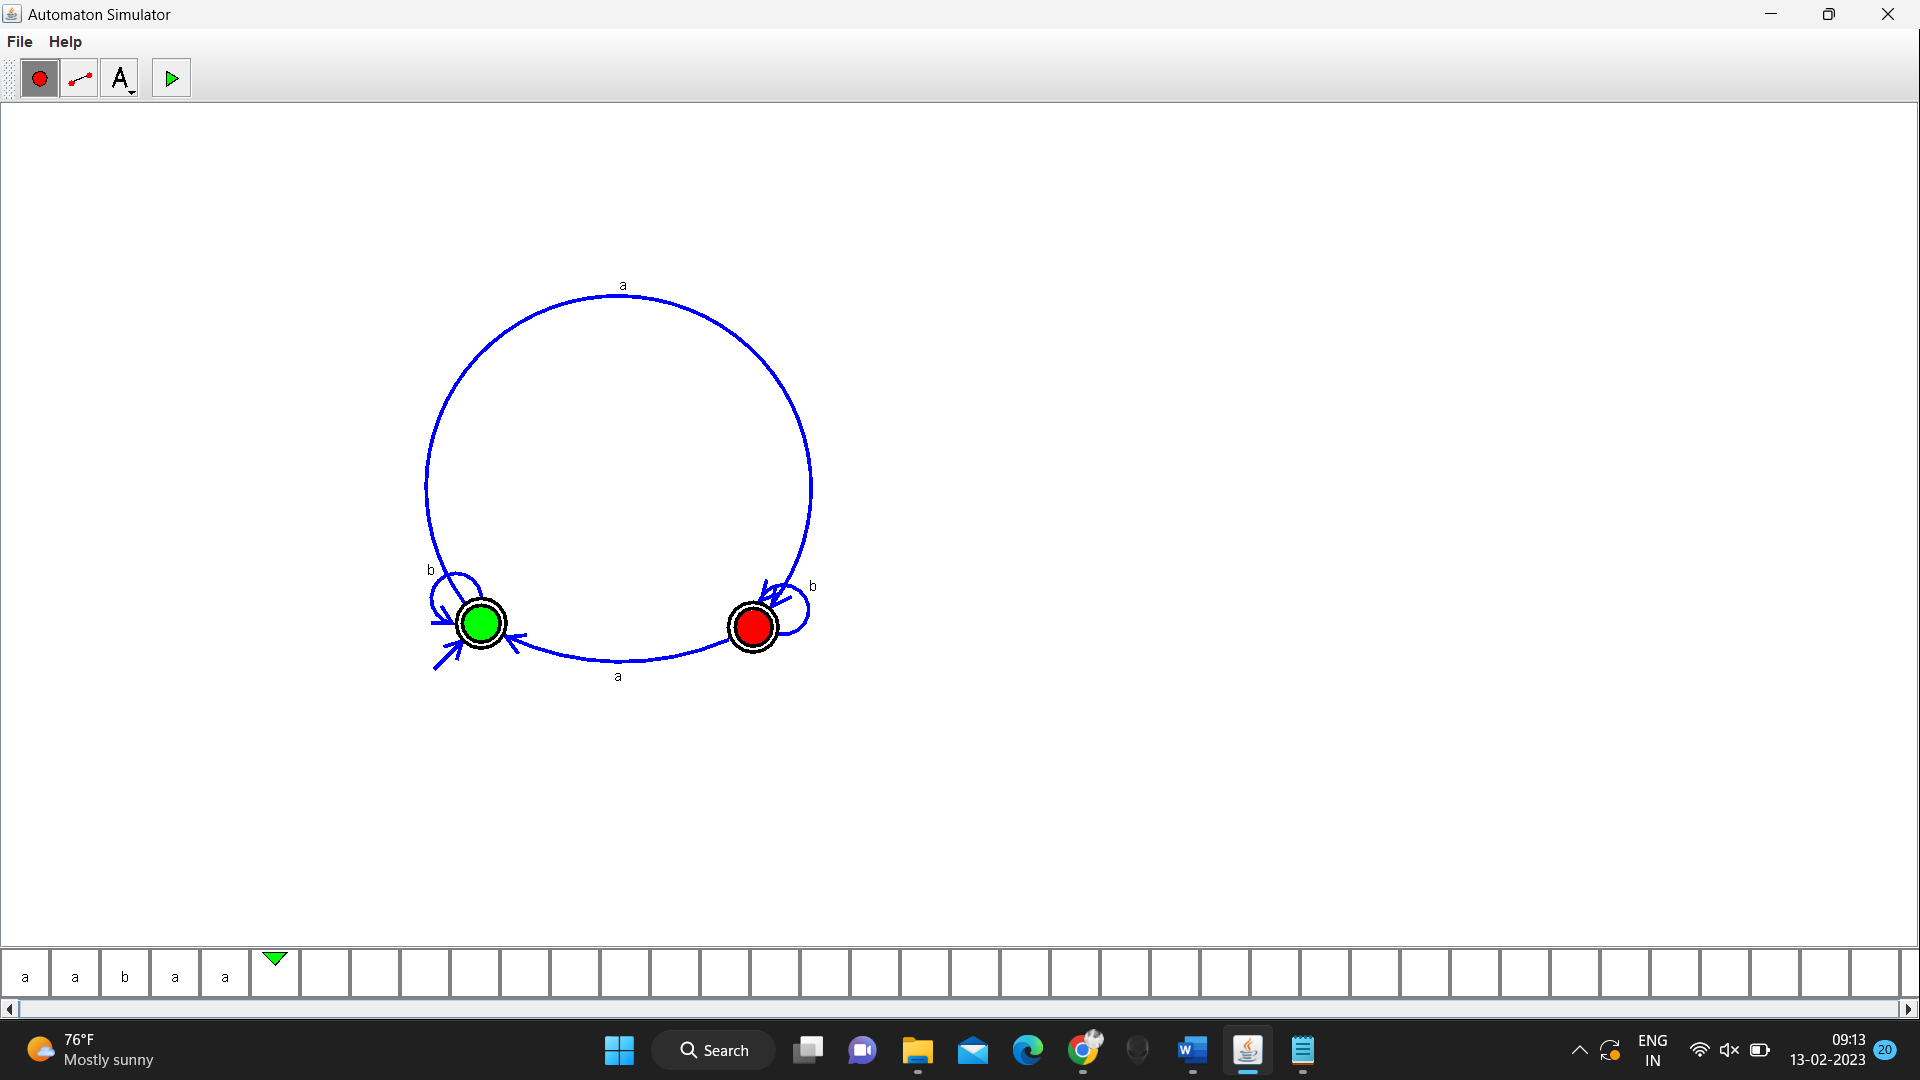 Automaton Simulator
File Help
A
a
b
b
a
a a b a a
76°F
Mostly sunny
Search
W
ENG
IN
09:13
13-02-2023
20